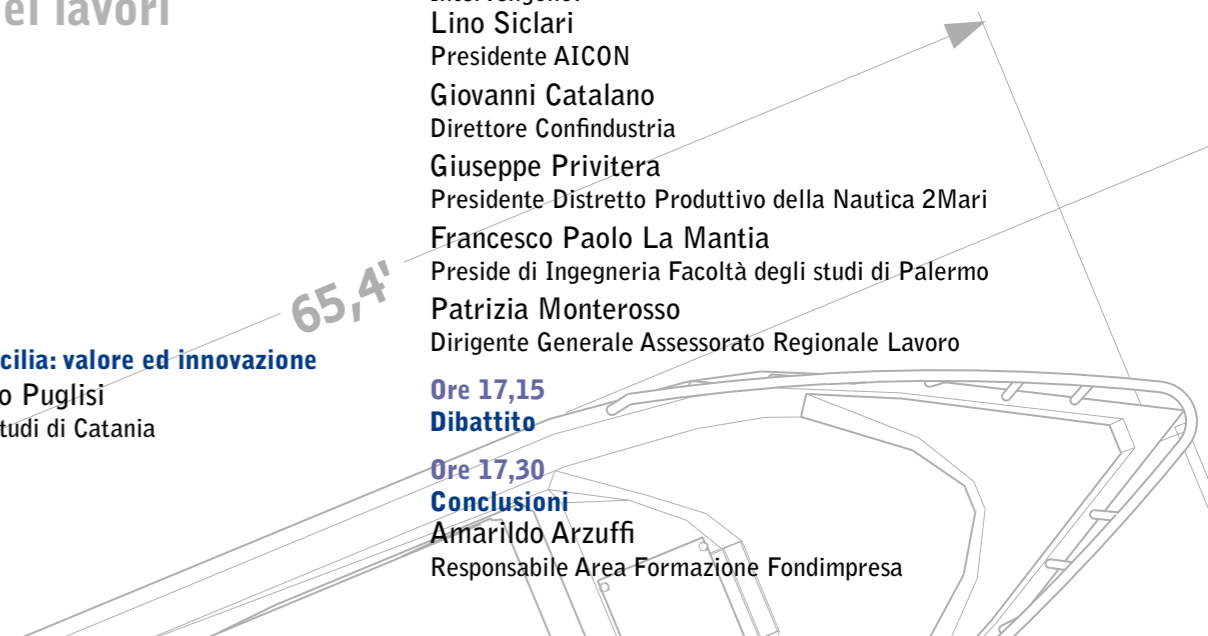 ei lavori
65,4'
cilia: valore ed innovazione
o Puglisi
tudi di Catania
Intervengono:
Lino Siclari
Presidente AICON
Giovanni Catalano
Direttore Confindustria
Giuseppe Privitera
Presidente Distretto Produttivo della Nautica 2Mari
Francesco Paolo La Mantia
Preside di Ingegneria Facoltà degli studi di Palermo
Patrizia Monterosso
Dirigente Generale Assessorato Regionale Lavoro
Ore 17,15
Dibattito
Ore 17,30
Conclusioni
Amarildo Arzuffi
Responsabile Area Formazione Fondimpresa